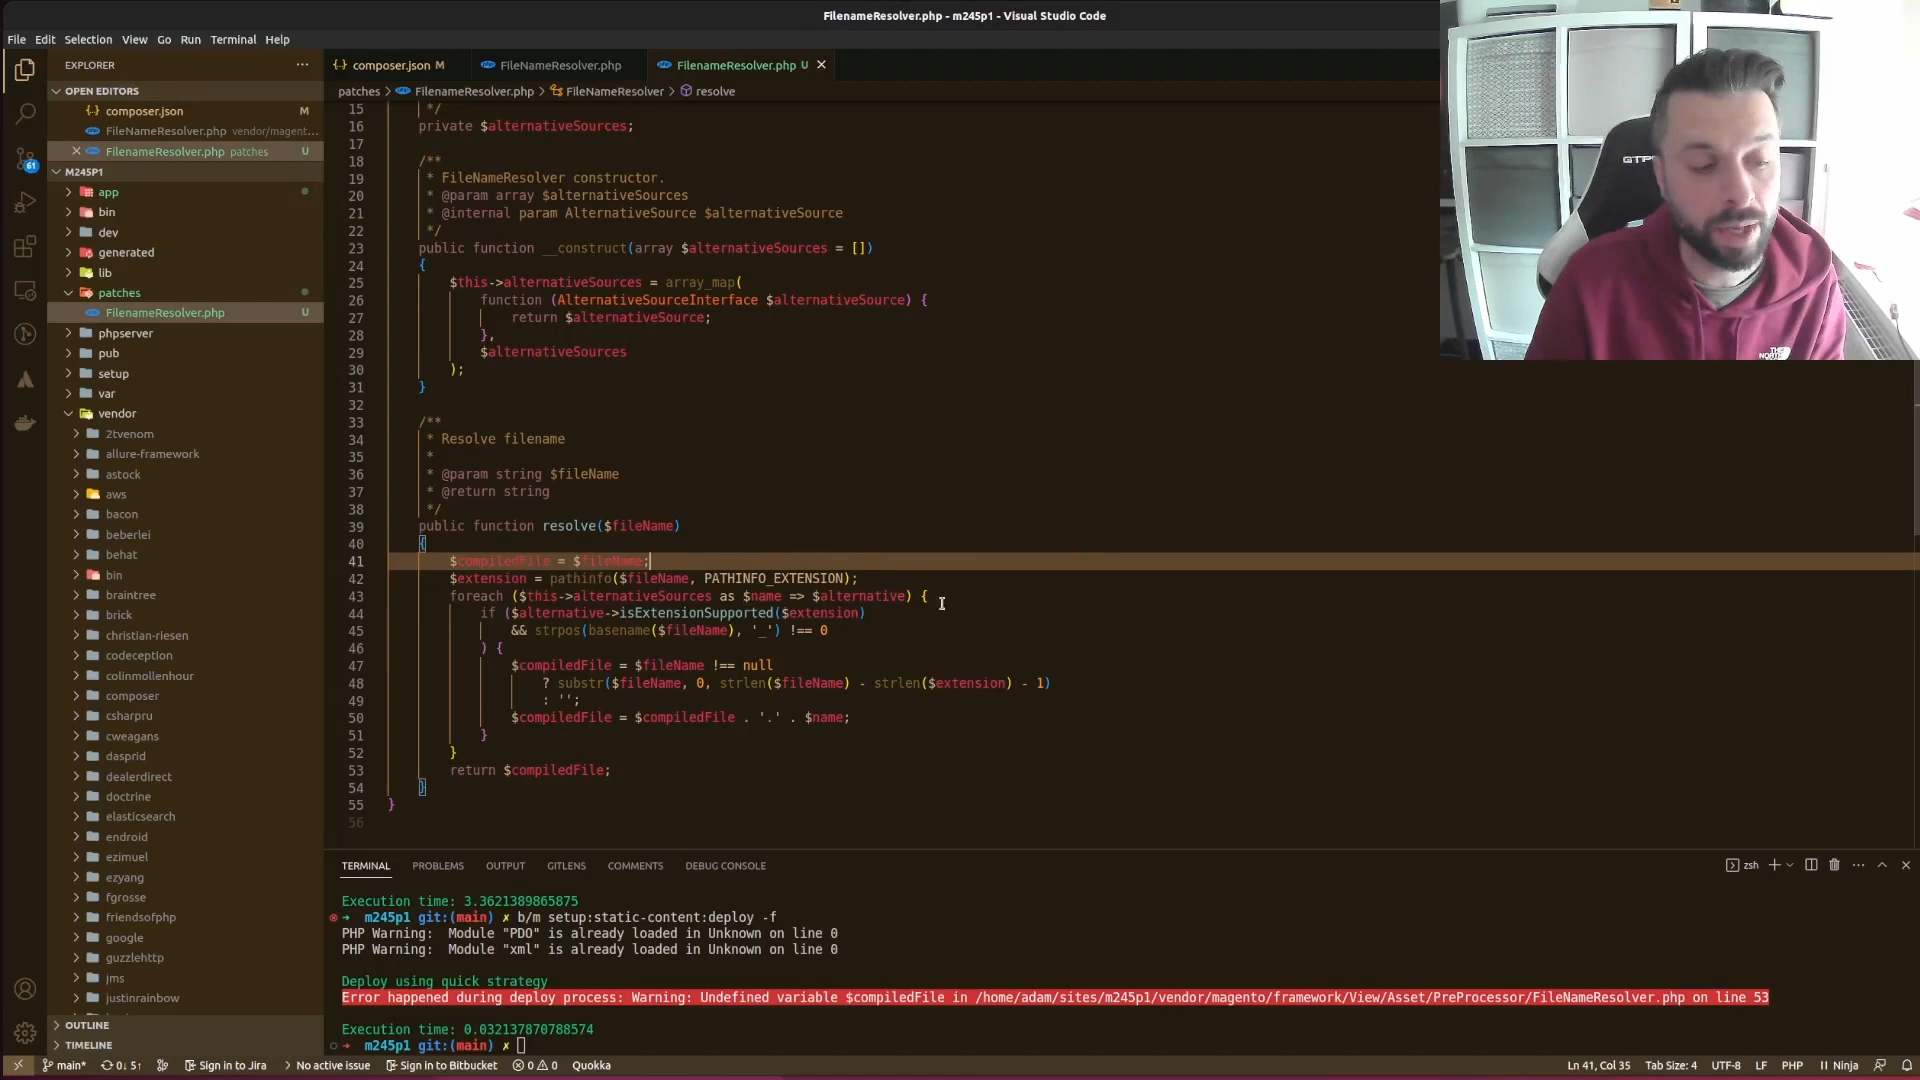 FilenameResolver.php - m245p1 - Visual Studio Code
File Edit Selection View Go Run Terminal Help
EXPLORER
composer.json M
FileNameResolver.php
FilenameResolver.php U
OPEN EDITORS
patches > FilenameResolver.php > FileNameResolver > resolve
composer.json M
FileNameResolver.php vendor/magent...
FilenameResolver.php patches U
M245P1
app
bin
dev
generated
lib
patches
FilenameResolver.php U
phpserver
pub
setup
var
vendor
2tvenom
allure-framework
astock
aws
bacon
beberlei
behat
bin
braintree
brick
christian-riesen
codeception
colinmollenhour
composer
csharpru
cweagans
dasprid
dealerdirect
doctrine
elasticsearch
endroid
ezimuel
ezyang
fgrosse
friendsofphp
google
guzzlehttp
jms
justinrainbow
OUTLINE
TIMELINE
15 */
16 private $alternativeSources;
17
18 /**
19 * FileNameResolver constructor.
20 * @param array $alternativeSources
21 * @internal param AlternativeSource $alternativeSource
22 */
23 public function __construct(array $alternativeSources = [])
24 {
25 $this->alternativeSources = array_map(
26 function (AlternativeSourceInterface $alternativeSource) {
27 return $alternativeSource;
28 },
29 $alternativeSources
30 );
31 }
32
33 /**
34 * Resolve filename
35 *
36 * @param string $fileName
37 * @return string
38 */
39 public function resolve($fileName)
40 {
41 $compiledFile = $fileName;
42 $extension = pathinfo($fileName, PATHINFO_EXTENSION);
43 foreach ($this->alternativeSources as $name => $alternative) {
44 if ($alternative->isExtensionSupported($extension)
45 && strpos(basename($fileName), '_') !== 0
46 ) {
47 $compiledFile = $fileName !== null
48 ? substr($fileName, 0, strlen($fileName) - strlen($extension) - 1)
49 : '';
50 $compiledFile = $compiledFile . '.' . $name;
51 }
52 }
53 return $compiledFile;
54 }
55 }
56
TERMINAL PROBLEMS OUTPUT GITLENS COMMENTS DEBUG CONSOLE
zsh
Execution time: 3.3621389865875
m245p1 git:(main) ✗ b/m setup:static-content:deploy -f
PHP Warning: Module "PDO" is already loaded in Unknown on line 0
PHP Warning: Module "xml" is already loaded in Unknown on line 0
Deploy using quick strategy
Error happened during deploy process: Warning: Undefined variable $compiledFile in /home/adam/sites/m245p1/vendor/magento/framework/View/Asset/PreProcessor/FileNameResolver.php on line 53
Execution time: 0.032137870788574
m245p1 git:(main) ✗
main* 0↓ 5↑ Sign in to Jira No active issue Sign in to Bitbucket 0 0 Quokka
Ln 41, Col 35 Tab Size: 4 UTF-8 LF PHP Ninja
61
THE
NORTH